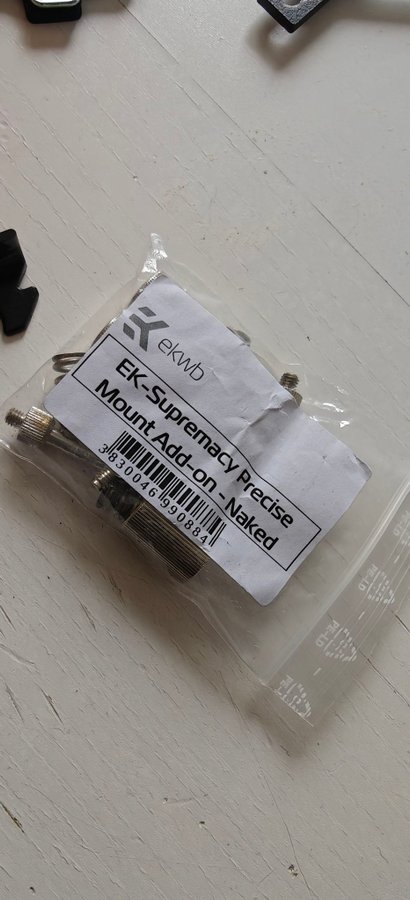 ekwb
EK-Supremacy Precise
Mount Add-on - Naked
3830046990884